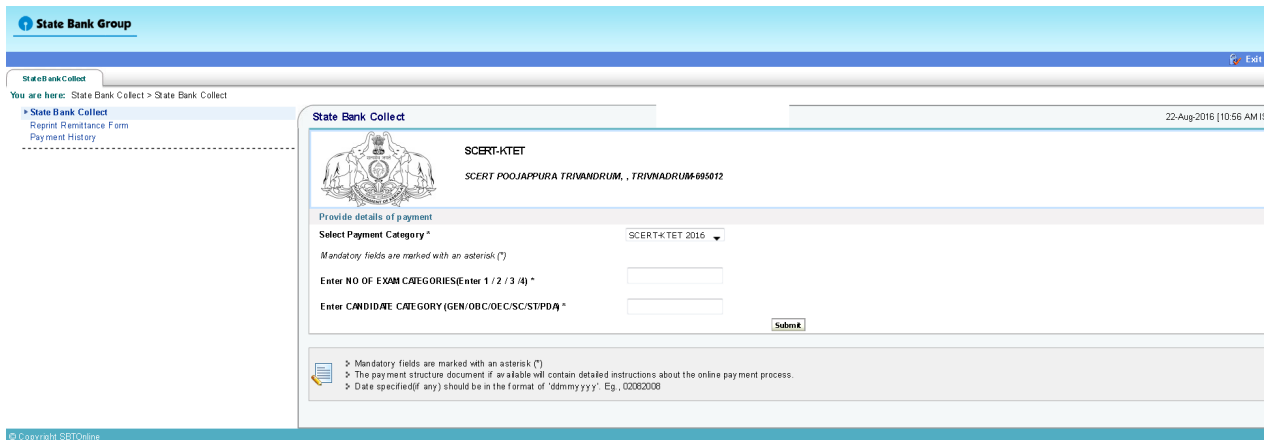 State Bank Group
Exit
StateBankCollect
You are here: State Bank Collect > State Bank Collect
State Bank Collect
Reprint Remittance Form
Payment History
State Bank Collect
22-Aug-2016 [10:56 AM IS
SCERT-KTET
SCERT POOJAPPURA TRIVANDRUM, , TRIVNADRUM-695012
Provide details of payment
Select Payment Category *
SCERT-KTET 2016
Mandatory fields are marked with an asterisk (*)
Enter NO OF EXAM CATEGORIES(Enter 1 / 2 / 3 /4) *
Enter CANDIDATE CATEGORY (GEN/OBC/OEC/SC/ST/PDA) *
Submit
Mandatory fields are marked with an asterisk (*)
The payment structure document if available will contain detailed instructions about the online payment process.
Date specified(if any) should be in the format of 'ddmmyyyy'. Eg., 02082008
© Copyright SBTOnline